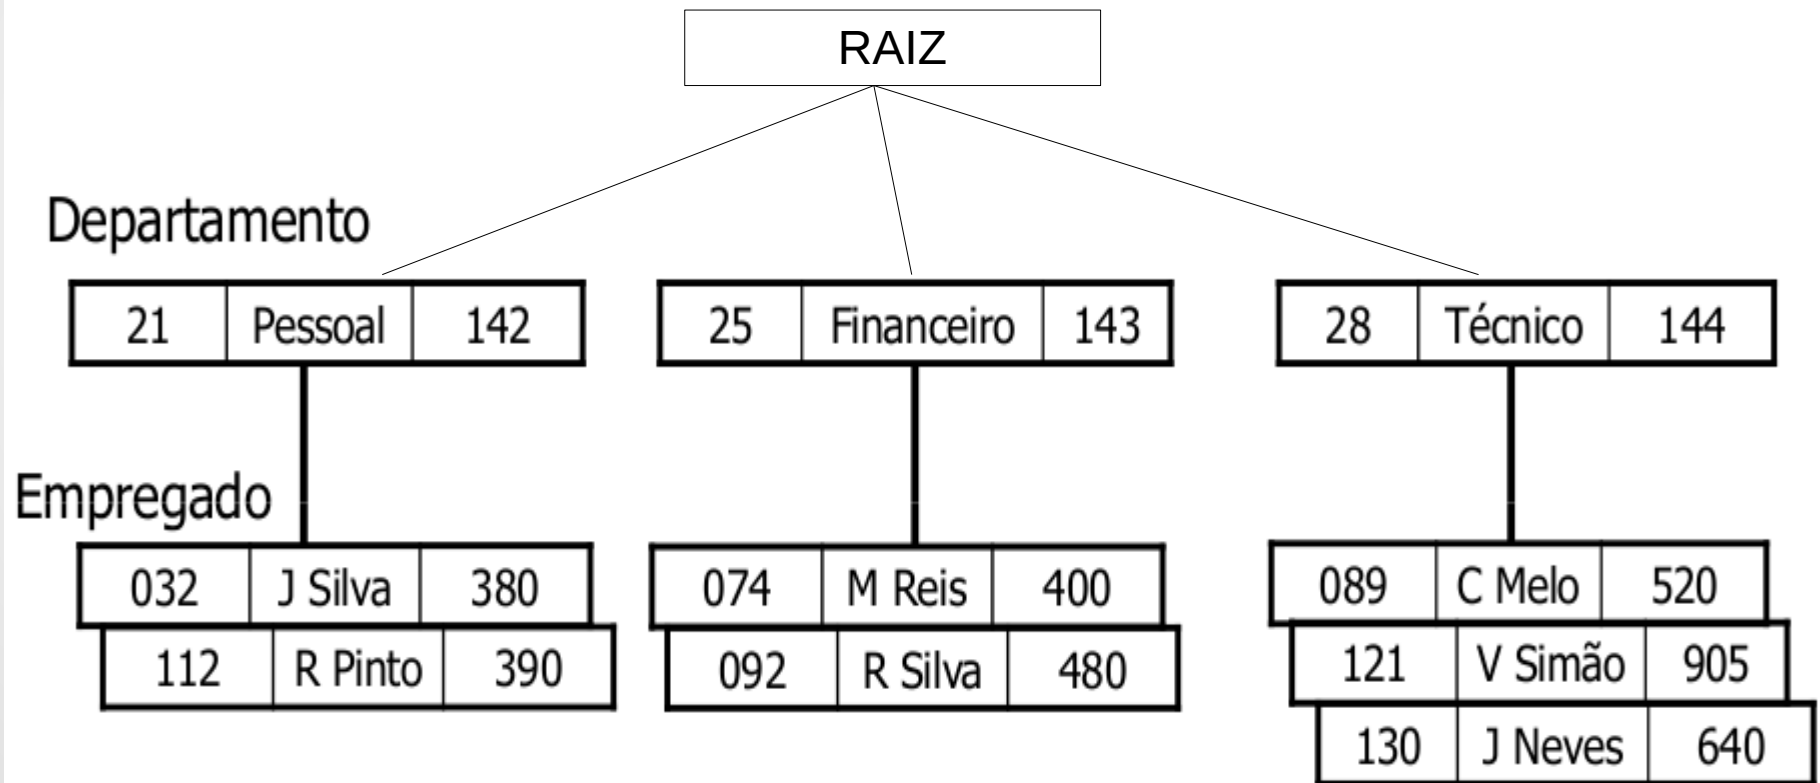 RAIZ
Departamento
21 Pessoal 142
25 Financeiro 143
28 Técnico 144
Empregado
032 J Silva 380
112 R Pinto 390
074 M Reis 400
092 R Silva 480
089 C Melo 520
121 V Simão 905
130 J Neves 640